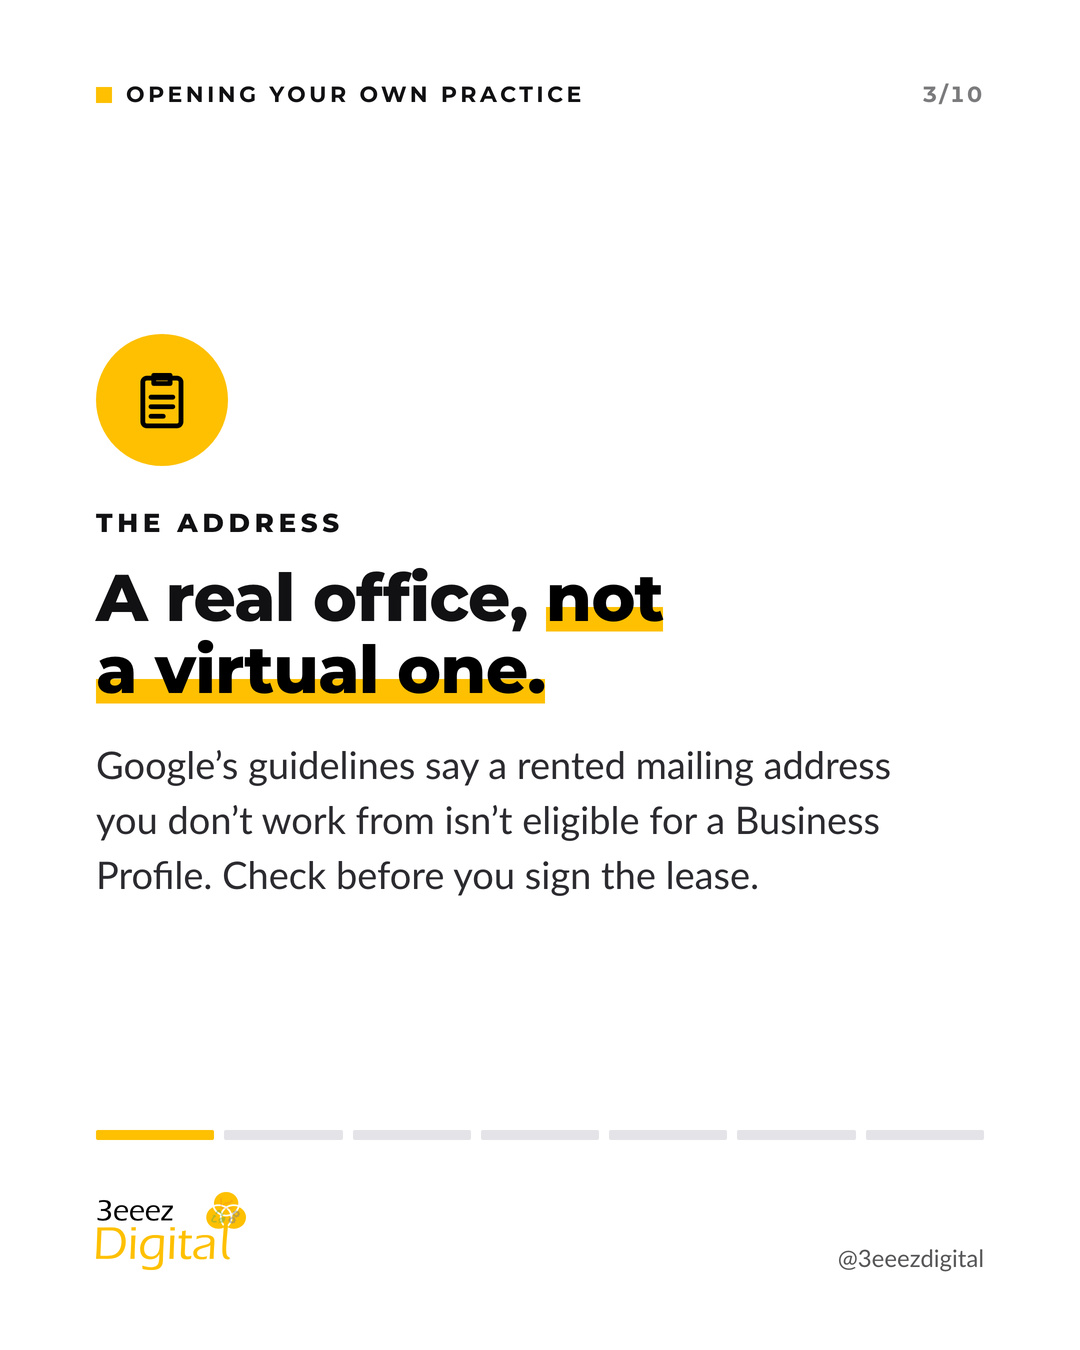 OPENING YOUR OWN PRACTICE
3/10
THE ADDRESS
A real office, not
a virtual one.
Google’s guidelines say a rented mailing address
you don’t work from isn’t eligible for a Business
Profile. Check before you sign the lease.
3eeez
Digital
@3eeezdigital